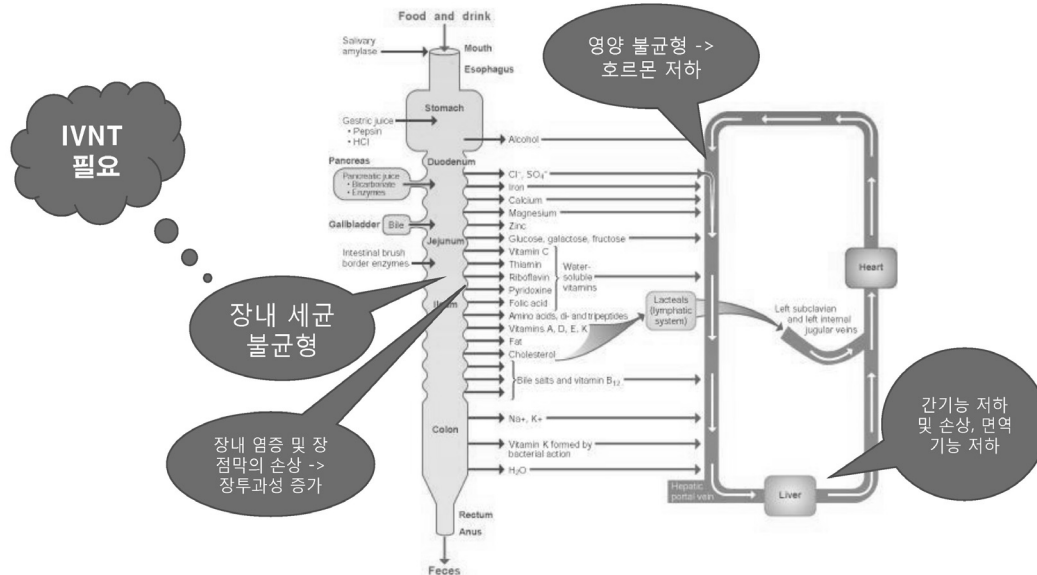 Food and drink
Salivary
amylase
Mouth
Esophagus
Stomach
Gastric juice
• Pepsin
• HCl
Alcohol
Duodenum
Pancreas
Pancreatic juice
• Bicarbonate
• Enzymes
Gallbladder
Bile
Jejunum
Intestinal brush
border enzymes
Ileum
Cl⁻, SO₄⁼
Iron
Calcium
Magnesium
Zinc
Glucose, galactose, fructose
Vitamin C
Thiamin
Riboflavin
Pyridoxine
Folic acid
Water-
soluble
vitamins
Amino acids, di- and tripeptides
Vitamins A, D, E, K
Fat
Cholesterol
Bile salts and vitamin B₁₂
Lacteals
(lymphatic
system)
Left subclavian
and left internal
jugular veins
Heart
Colon
Na+, K+
Vitamin K formed by
bacterial action
H₂O
Hepatic
portal vein
Liver
Rectum
Anus
Feces
IVNT
필요
영양 불균형 ->
호르몬 저하
장내 세균
불균형
장내 염증 및 장
점막의 손상 ->
장투과성 증가
간기능 저하
및 손상, 면역
기능 저하